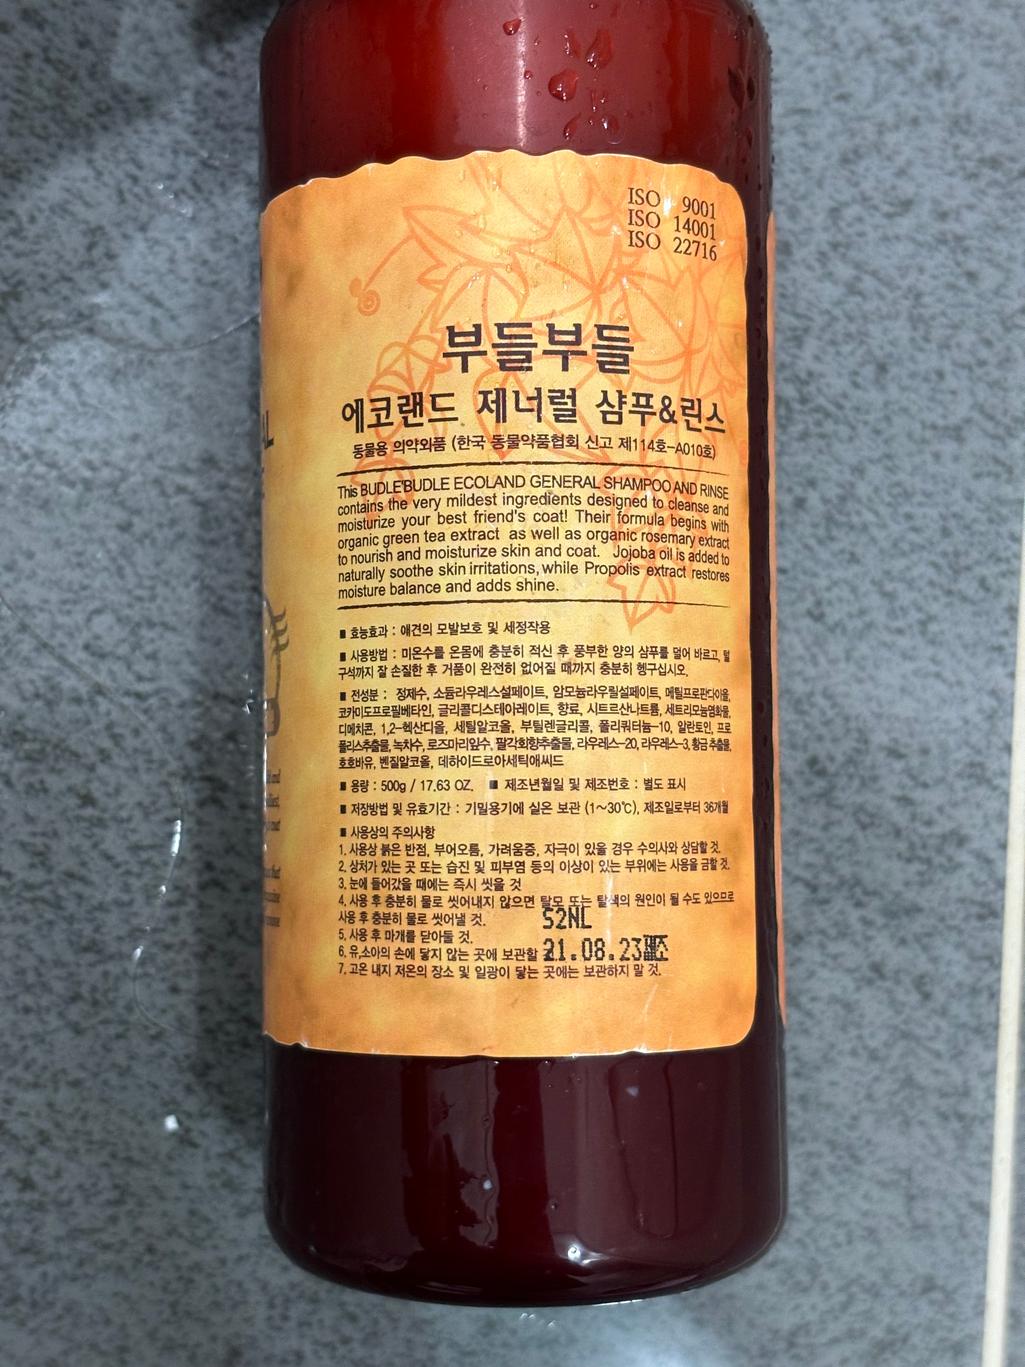 ISO 9001
ISO 14001
ISO 22716
부들부들
에코랜드 제너럴 샴푸&린스
동물용 의약외품 (한국 동물약품협회 신고 제114호-A010호)
This BUDLE'BUDLE ECOLAND GENERAL SHAMPOO AND RINSE
contains the very mildest ingredients designed to cleanse and
moisturize your best friend's coat! Their formula begins with
organic green tea extract as well as organic rosemary extract
to nourish and moisturize skin and coat. Jojoba oil is added to
naturally soothe skin irritations, while Propolis extract restores
moisture balance and adds shine.
■ 효능효과 : 애견의 모발보호 및 세정작용
■ 사용방법 : 미온수를 온몸에 충분히 적신 후 풍부한 양의 샴푸를 덜어 바르고, 털
구석까지 잘 손질한 후 거품이 완전히 없어질 때까지 충분히 헹구십시오.
■ 전성분 : 정제수, 소듐라우레스설페이트, 암모늄라우릴설페이트, 메틸프로판다이올,
코카미도프로필베타인, 글리콜디스테아레이트, 향료, 시트르산나트륨, 세트리모늄염화물,
디메치콘, 1,2-헥산디올, 세틸알코올, 부틸렌글리콜, 폴리쿼터늄-10, 알란토인, 프로
폴리스추출물, 녹차수, 로즈마리잎수, 팔각회향추출물, 라우레스-20, 라우레스-3, 황금 추출물,
호호바유, 벤질알코올, 데하이드로아세틱애씨드
■ 용량 : 500g / 17.63 OZ. ■ 제조년월일 및 제조번호 : 별도 표시
■ 저장방법 및 유효기간 : 기밀용기에 실온 보관 (1~30℃), 제조일로부터 36개월
■ 사용상의 주의사항
1. 사용상 붉은 반점, 부어오름, 가려움증, 자극이 있을 경우 수의사와 상담할 것.
2. 상처가 있는 곳 또는 습진 및 피부염 등의 이상이 있는 부위에는 사용을 금할 것.
3. 눈에 들어갔을 때에는 즉시 씻을 것
4. 사용 후 충분히 물로 씻어내지 않으면 탈모 또는 탈색의 원인이 될 수도 있으므로
사용 후 충분히 물로 씻어낼 것.
S2NL
5. 사용 후 마개를 닫아둘 것.
6. 유,소아의 손에 닿지 않는 곳에 보관할
21.08.23제조
7. 고온 내지 저온의 장소 및 일광이 닿는 곳에는 보관하지 말 것.